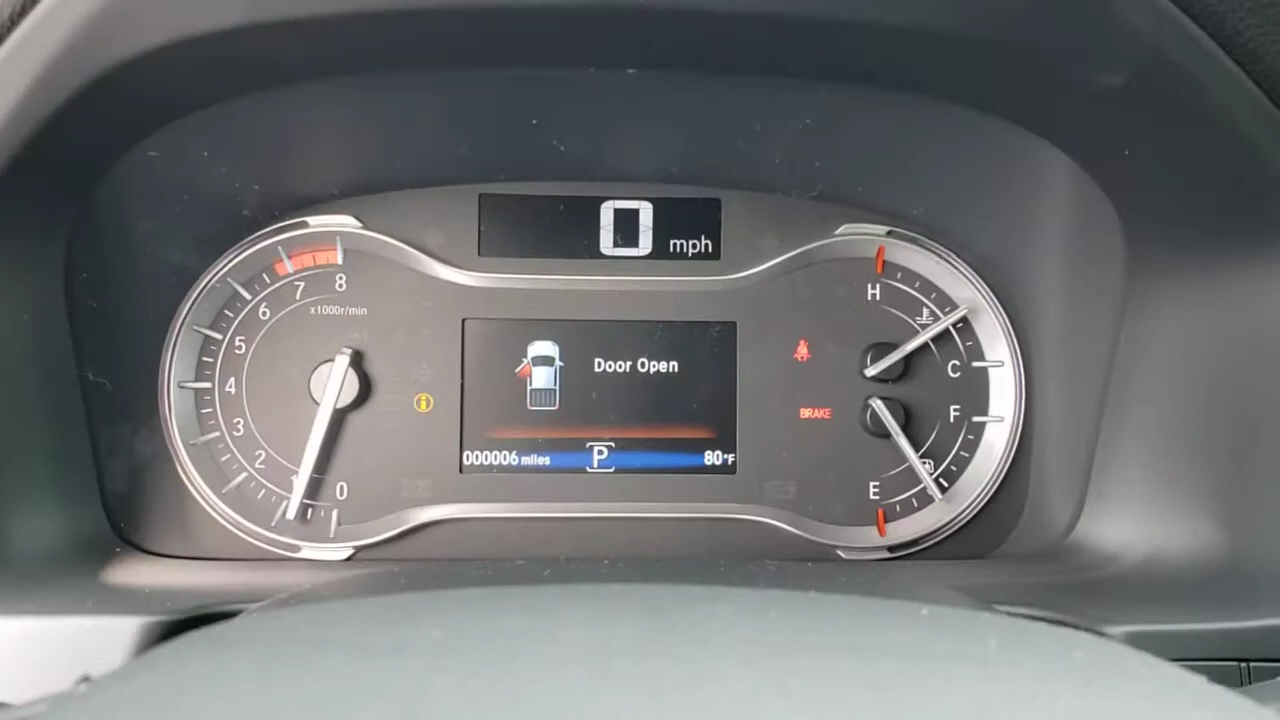 0 mph
8
7
6
x1000r/min
5
4
3
2
1
0
Door Open
000006 miles P 80°F
BRAKE
H
C
F
E